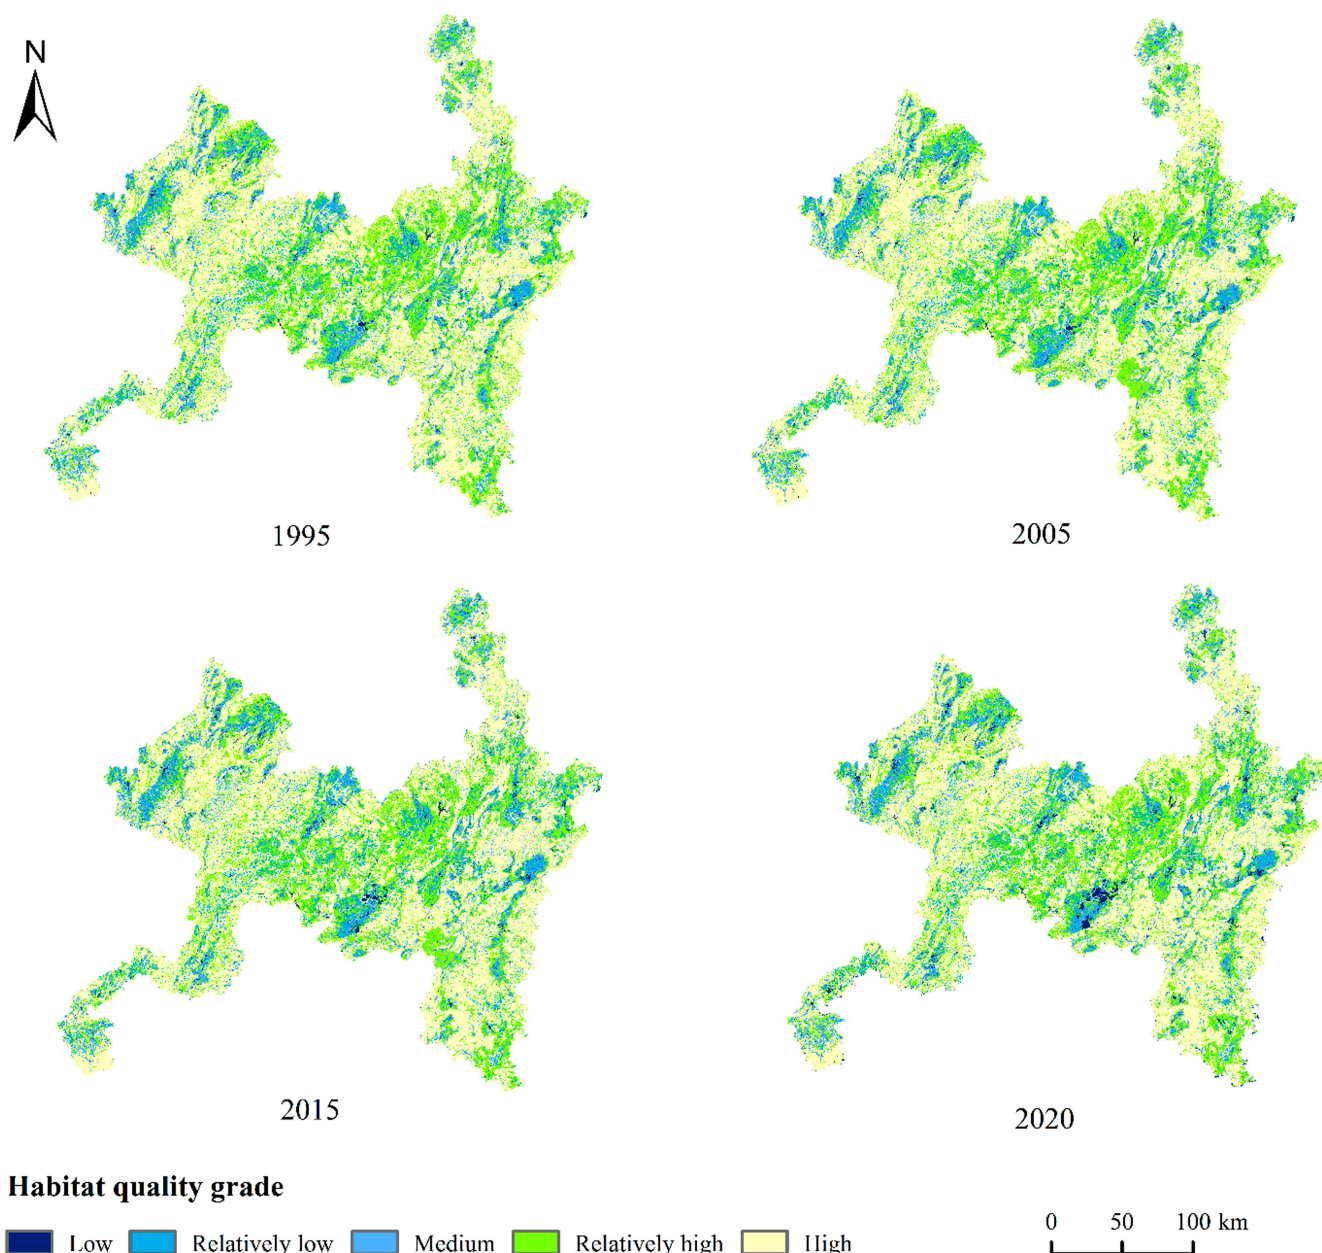 N
1995
2005
2015
2020
Habitat quality grade
0 50 100 km
Low Relatively low Medium Relatively high High